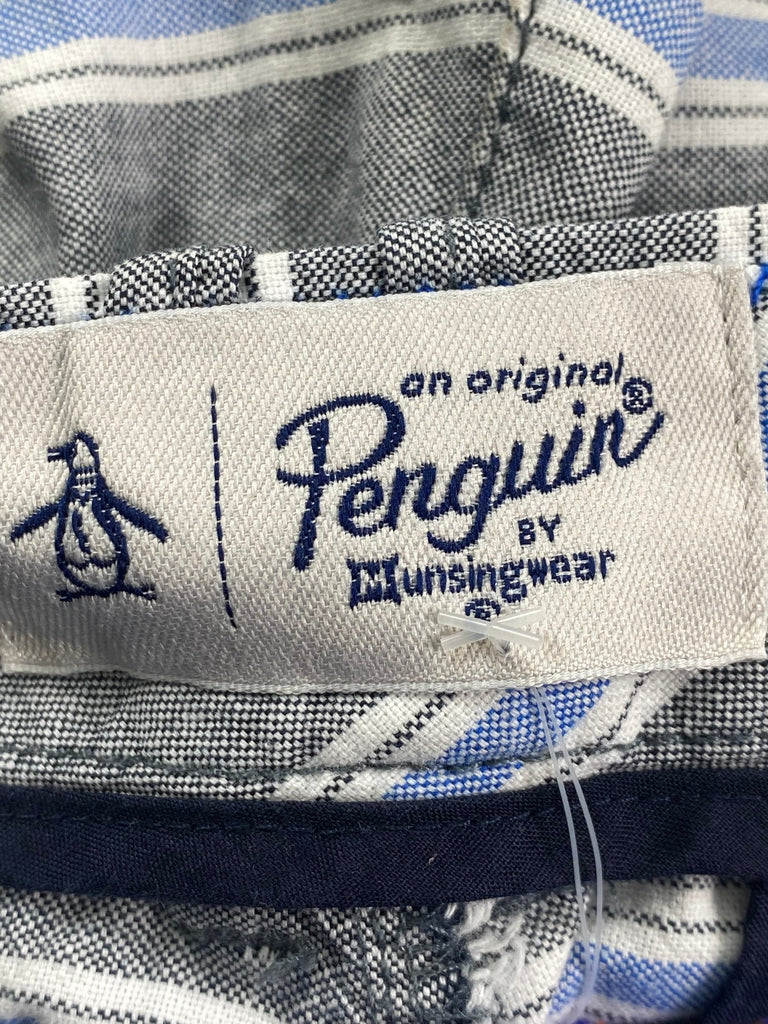 an original
Penguin®
BY
Munsingwear
®